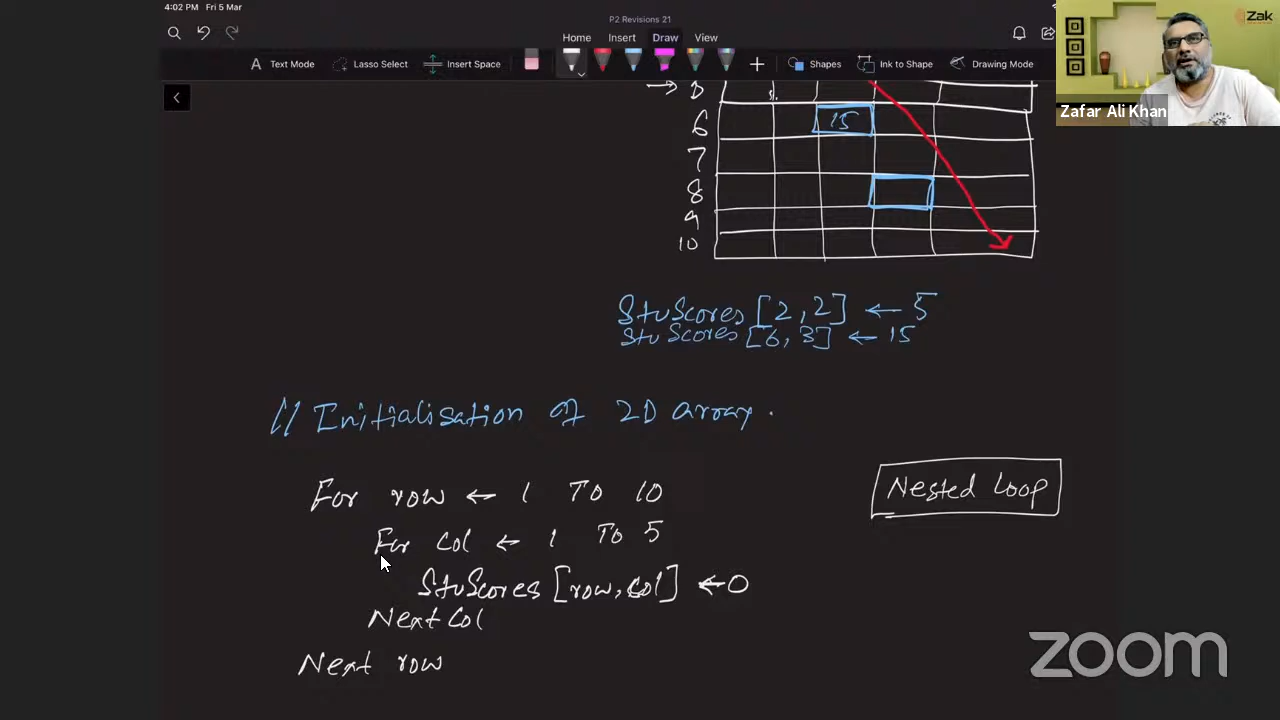 4:02 PM Fri 5 Mar
P2 Revisions 21
Home Insert Draw View
Text Mode Lasso Select Insert Space Shapes Ink to Shape Drawing Mode
Zak
Zafar Ali Khan
6 15
7
8
9
10
StuScores [2,2] ← 5
StuScores [6,3] ← 15
// Initialisation of 2D array.
For row ← 1 To 10
Nested Loop
For Col ← 1 To 5
StuScores [row, col] ← 0
Next Col
Next row
zoom